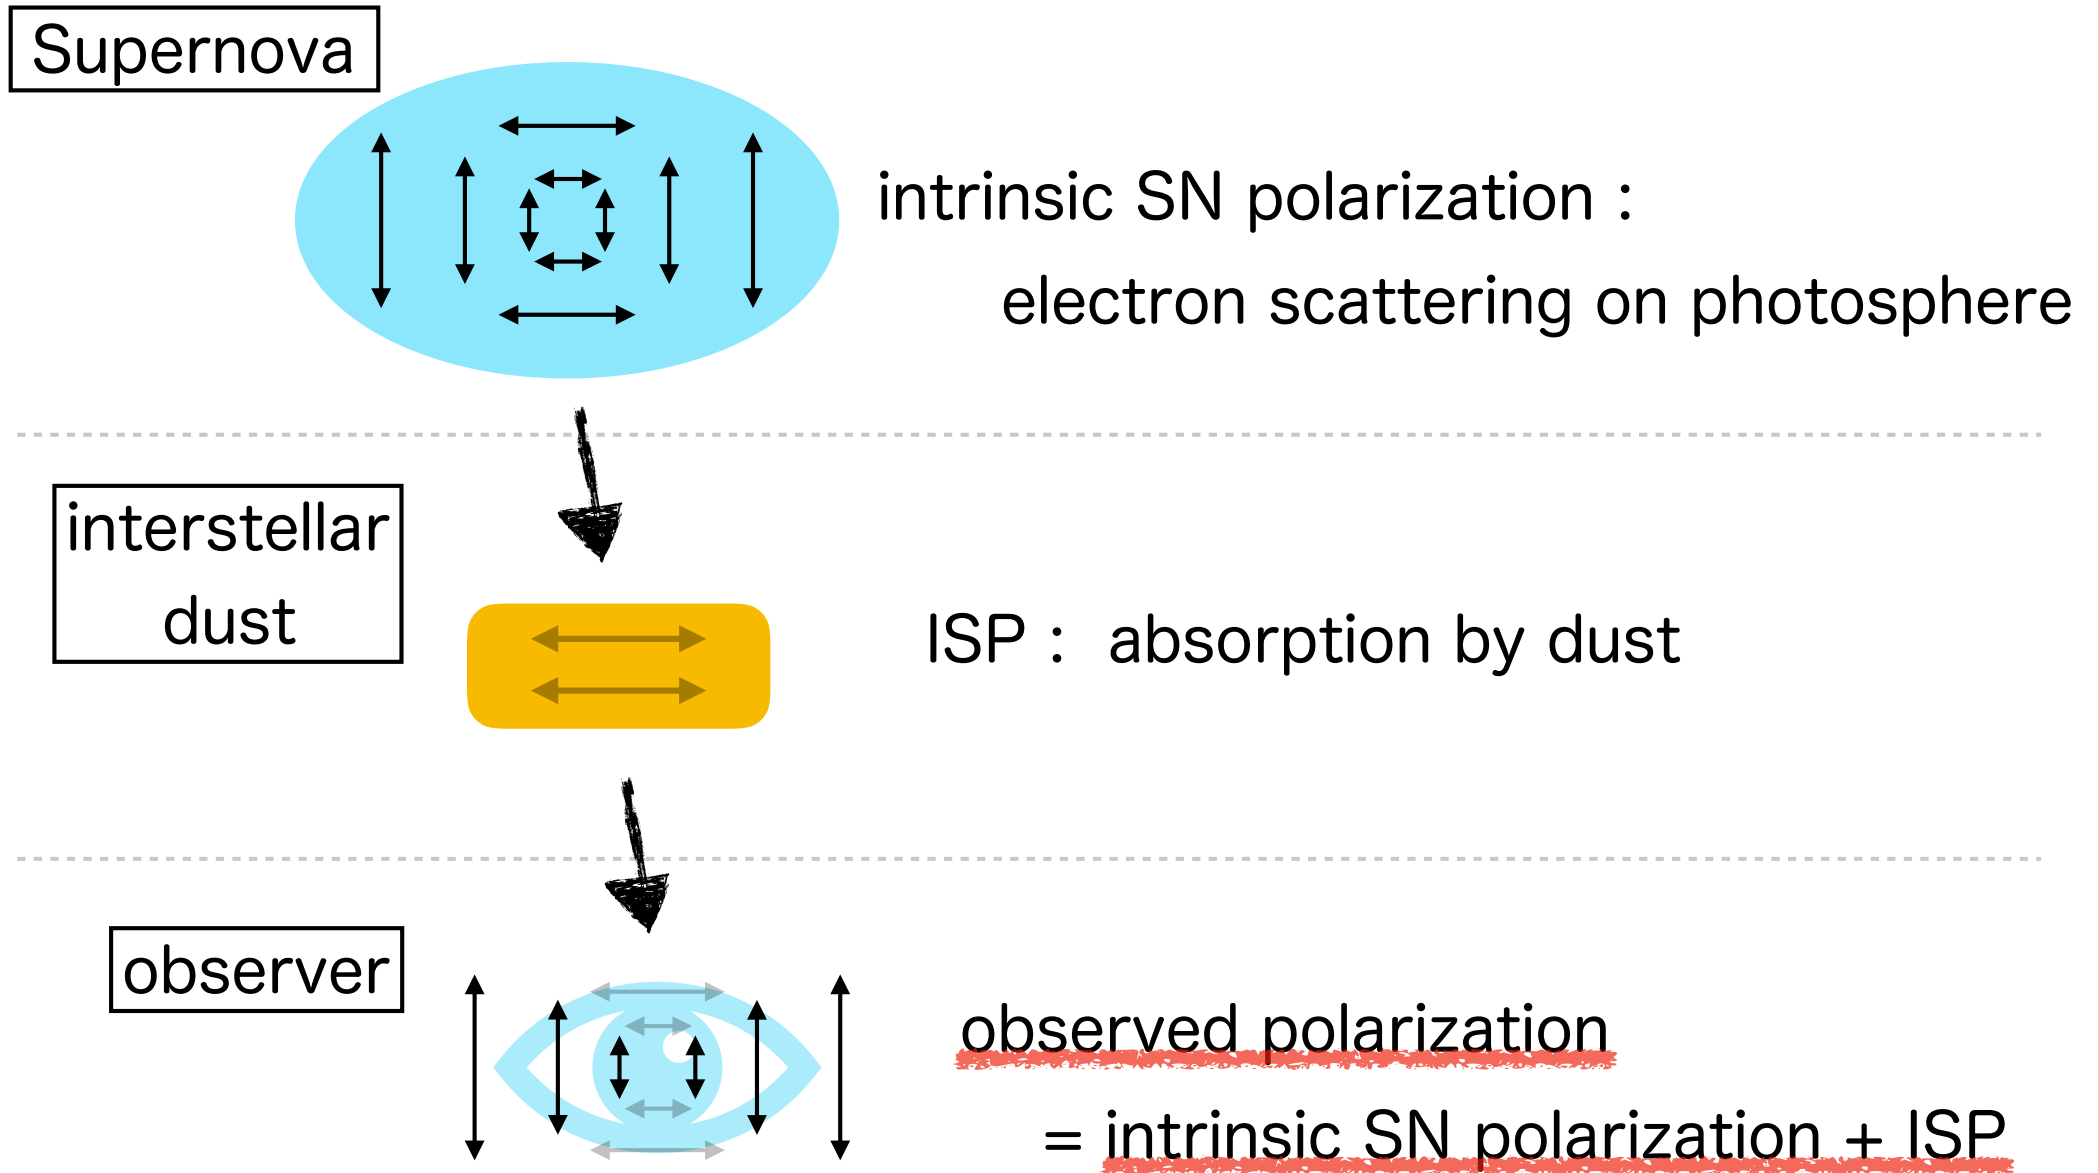 Supernova
intrinsic SN polarization :
electron scattering on photosphere
interstellar
dust
ISP : absorption by dust
observer
observed polarization
= intrinsic SN polarization + ISP